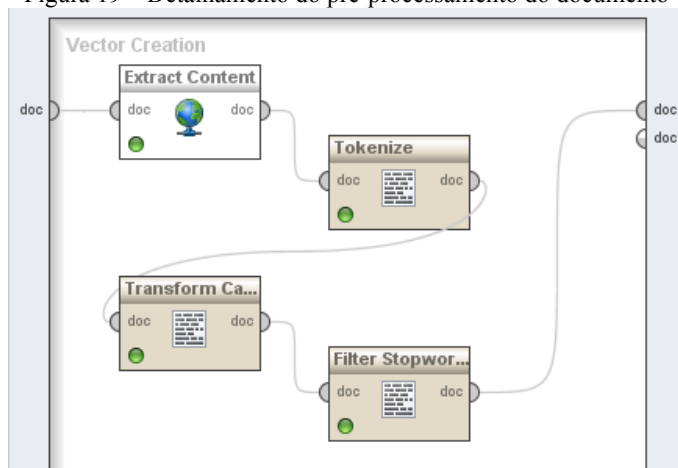 Figura 19 – Detalhamento do pré-processamento do documento
Vector Creation
Extract Content
doc
doc
doc
doc
doc
Tokenize
doc
doc
Transform Ca...
doc
doc
Filter Stopwor...
doc
doc